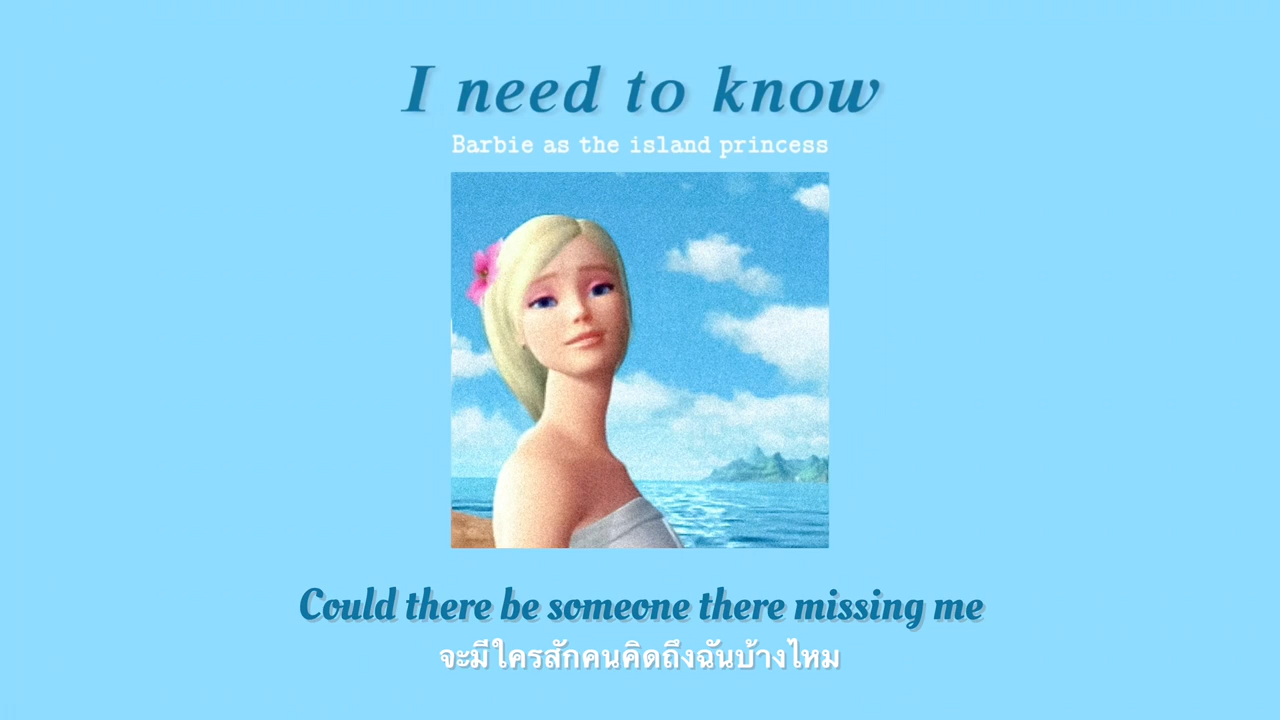 I need to know
Barbie as the island princess
Could there be someone there missing me
จะมีใครสักคนคิดถึงฉันบ้างไหม